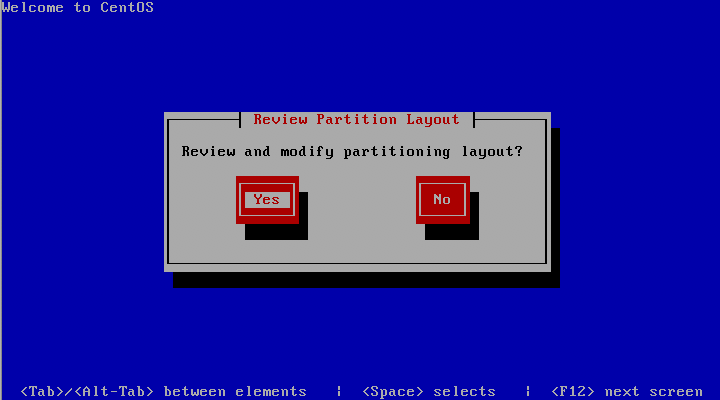 Welcome to CentOS
Review Partition Layout
Review and modify partitioning layout?
Yes No
<Tab>/<Alt-Tab> between elements | <Space> selects | <F12> next screen